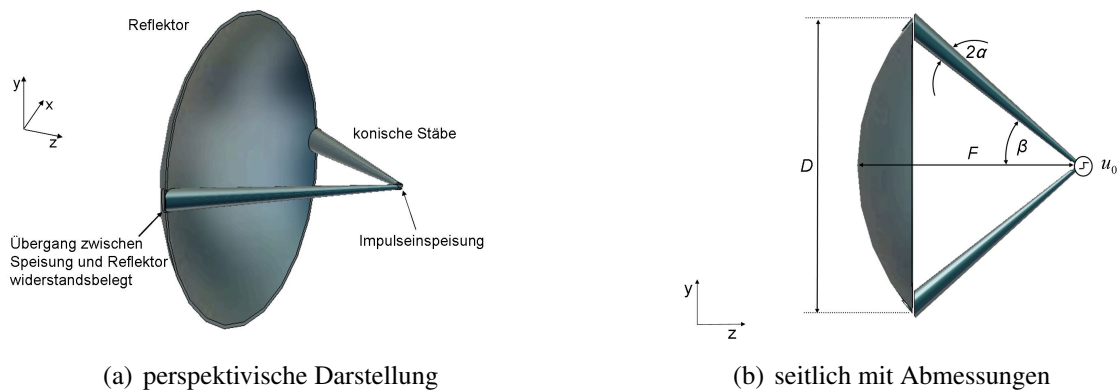 Reflektor
y
x
z
konische Stäbe
Impulseinspeisung
Übergang zwischen
Speisung und Reflektor
widerstandsbelegt
(a) perspektivische Darstellung
2α
D
F
β
u₀
y
z
(b) seitlich mit Abmessungen